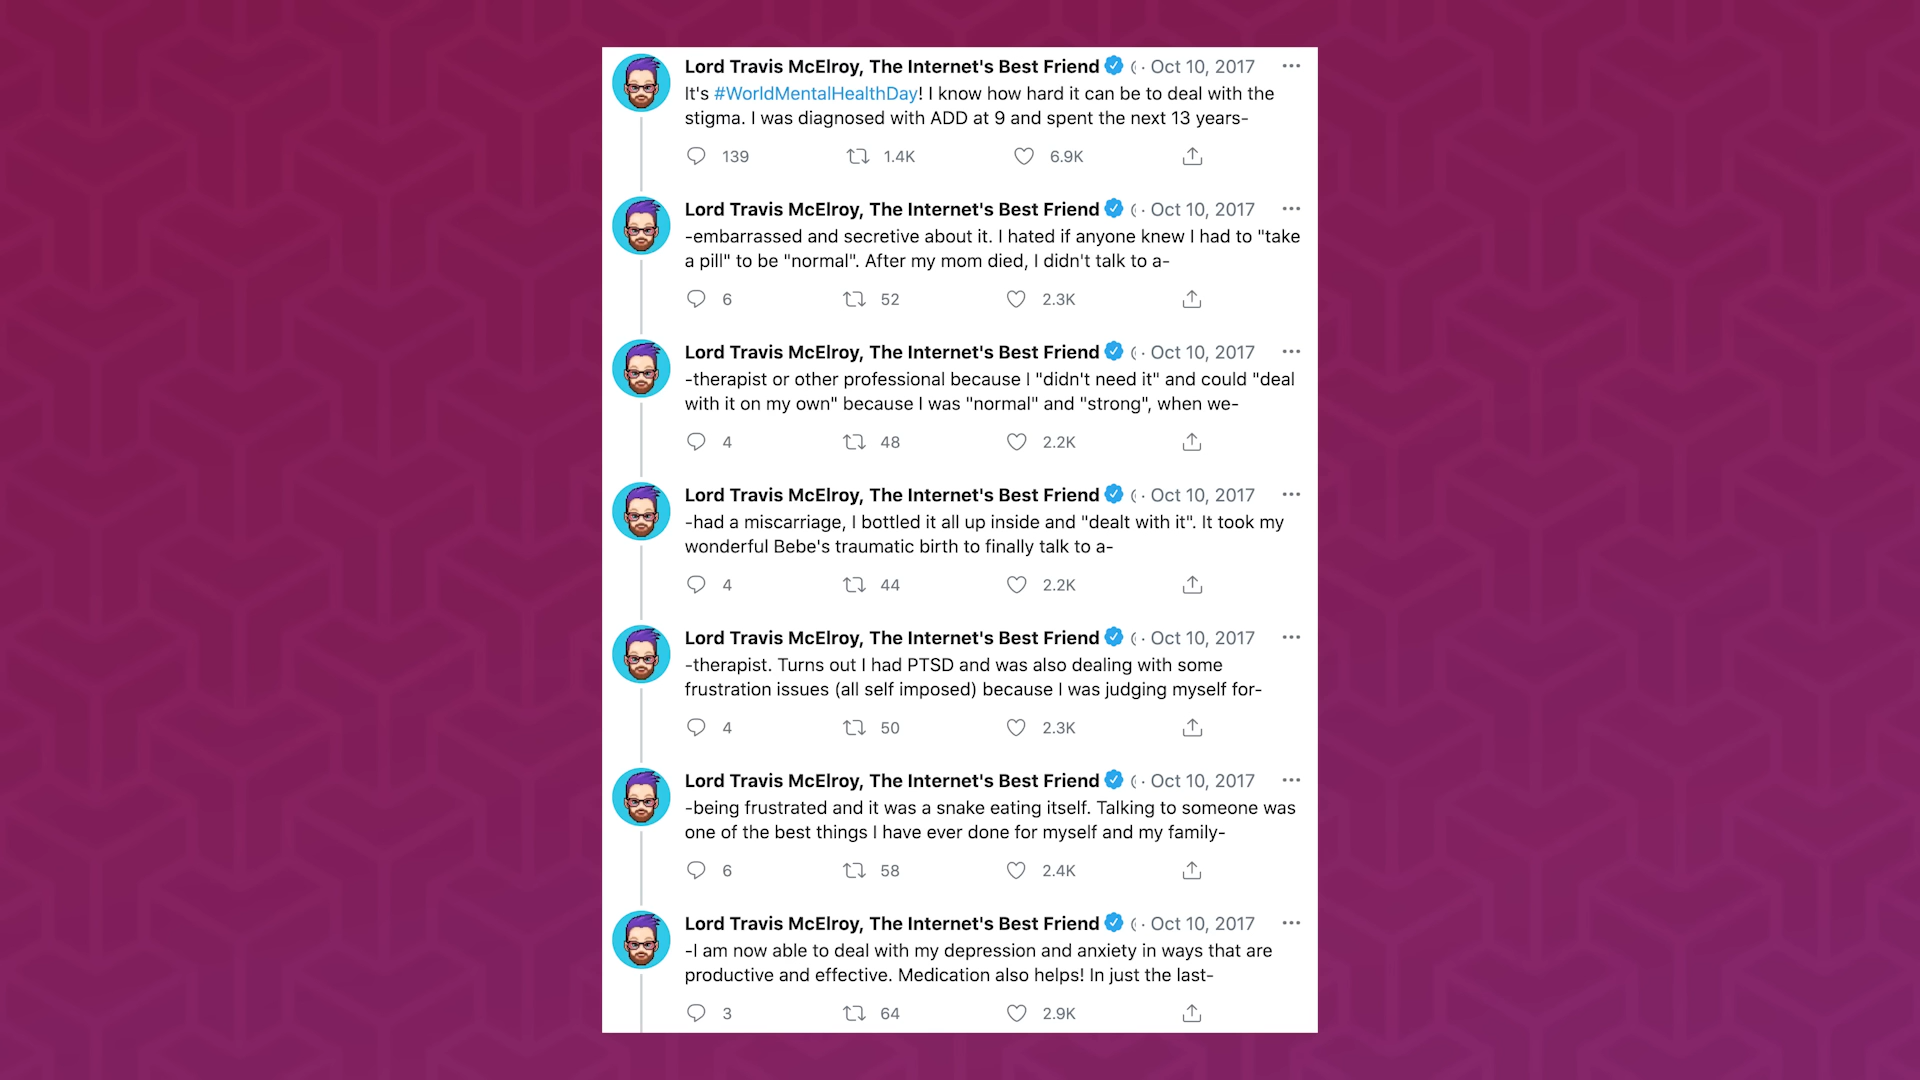 Lord Travis McElroy, The Internet's Best Friend ( · Oct 10, 2017 ···
It's #WorldMentalHealthDay! I know how hard it can be to deal with the
stigma. I was diagnosed with ADD at 9 and spent the next 13 years-
139 1.4K 6.9K
Lord Travis McElroy, The Internet's Best Friend ( · Oct 10, 2017 ···
-embarrassed and secretive about it. I hated if anyone knew I had to "take
a pill" to be "normal". After my mom died, I didn't talk to a-
6 52 2.3K
Lord Travis McElroy, The Internet's Best Friend ( · Oct 10, 2017 ···
-therapist or other professional because I "didn't need it" and could "deal
with it on my own" because I was "normal" and "strong", when we-
4 48 2.2K
Lord Travis McElroy, The Internet's Best Friend ( · Oct 10, 2017 ···
-had a miscarriage, I bottled it all up inside and "dealt with it". It took my
wonderful Bebe's traumatic birth to finally talk to a-
4 44 2.2K
Lord Travis McElroy, The Internet's Best Friend ( · Oct 10, 2017 ···
-therapist. Turns out I had PTSD and was also dealing with some
frustration issues (all self imposed) because I was judging myself for-
4 50 2.3K
Lord Travis McElroy, The Internet's Best Friend ( · Oct 10, 2017 ···
-being frustrated and it was a snake eating itself. Talking to someone was
one of the best things I have ever done for myself and my family-
6 58 2.4K
Lord Travis McElroy, The Internet's Best Friend ( · Oct 10, 2017 ···
-I am now able to deal with my depression and anxiety in ways that are
productive and effective. Medication also helps! In just the last-
3 64 2.9K